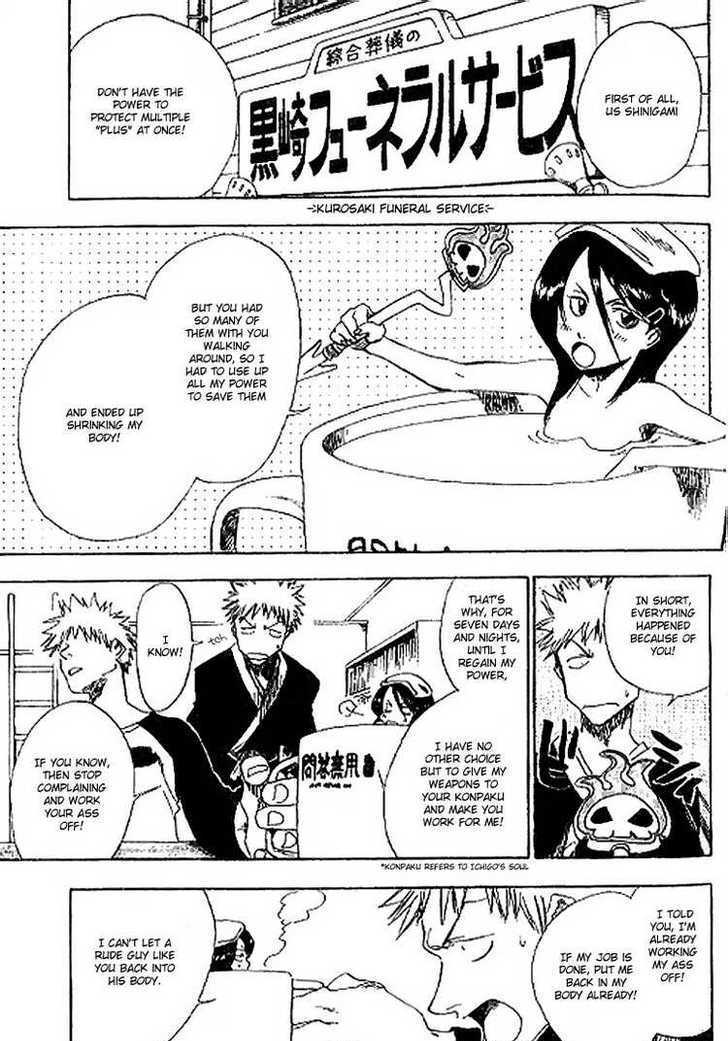 綜合葬儀の
黒崎フューネラルサービス
FIRST OF ALL,
US SHINIGAMI
DON'T HAVE THE
POWER TO
PROTECT MULTIPLE
"PLUS" AT ONCE!
-KUROSAKI FUNERAL SERVICE-
BUT YOU HAD
SO MANY OF
THEM WITH YOU
WALKING
AROUND, SO I
HAD TO USE UP
ALL MY POWER
TO SAVE THEM
AND ENDED UP
SHRINKING MY
BODY!
IN SHORT,
EVERYTHING
HAPPENED
BECAUSE OF
YOU!
THAT'S
WHY, FOR
SEVEN DAYS
AND NIGHTS,
UNTIL I
REGAIN MY
POWER,
I HAVE NO
OTHER CHOICE
BUT TO GIVE MY
WEAPONS TO
YOUR KONPAKU
AND MAKE YOU
WORK FOR ME!
問答無用
tch
I
KNOW!
IF YOU KNOW,
THEN STOP
COMPLAINING
AND WORK
YOUR ASS
OFF!
*KONPAKU REFERS TO ICHIGO'S SOUL
I TOLD
YOU, I'M
ALREADY
WORKING
MY ASS
OFF!
IF MY JOB IS
DONE, PUT ME
BACK IN MY
BODY ALREADY!
I CAN'T LET A
RUDE GUY LIKE
YOU BACK INTO
HIS BODY.